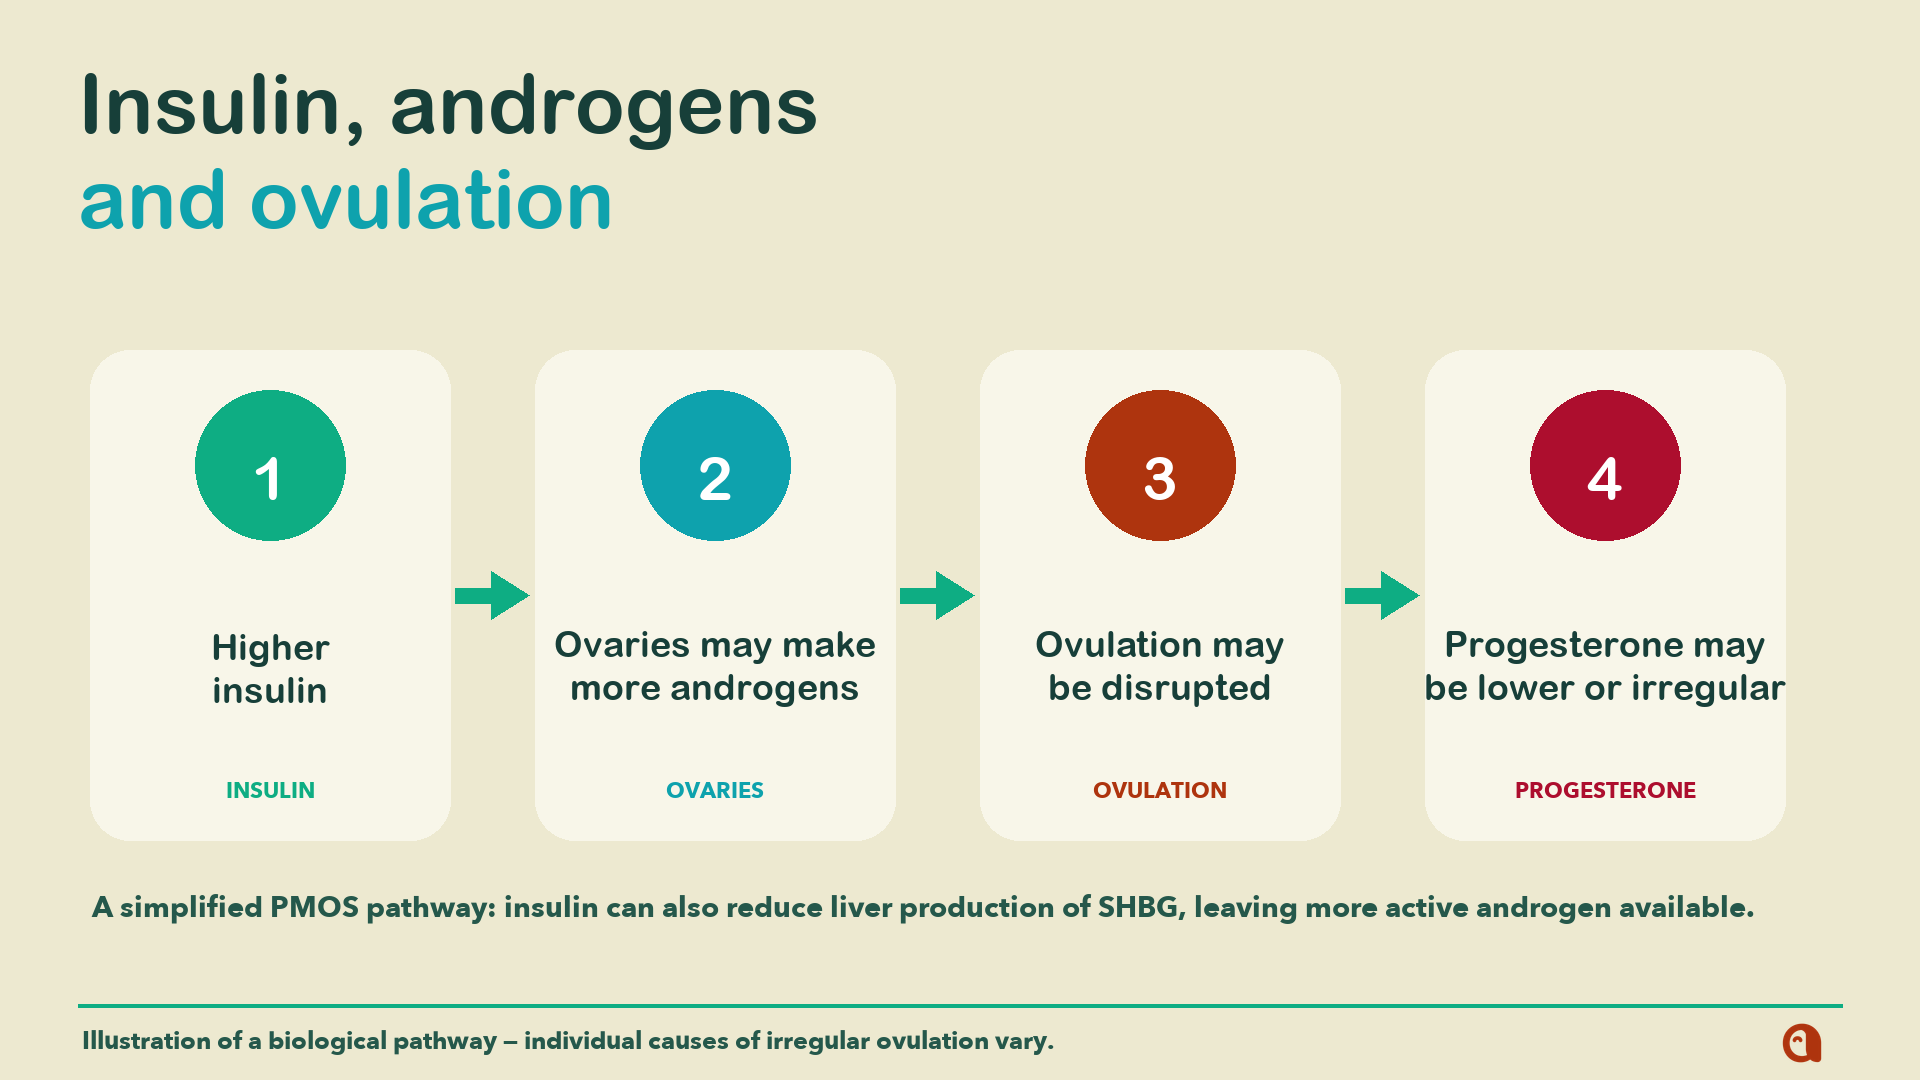 Insulin, androgens
and ovulation
1
Higher
insulin
INSULIN
2
Ovaries may make
more androgens
OVARIES
3
Ovulation may
be disrupted
OVULATION
4
Progesterone may
be lower or irregular
PROGESTERONE
A simplified PMOS pathway: insulin can also reduce liver production of SHBG, leaving more active androgen available.
Illustration of a biological pathway – individual causes of irregular ovulation vary.